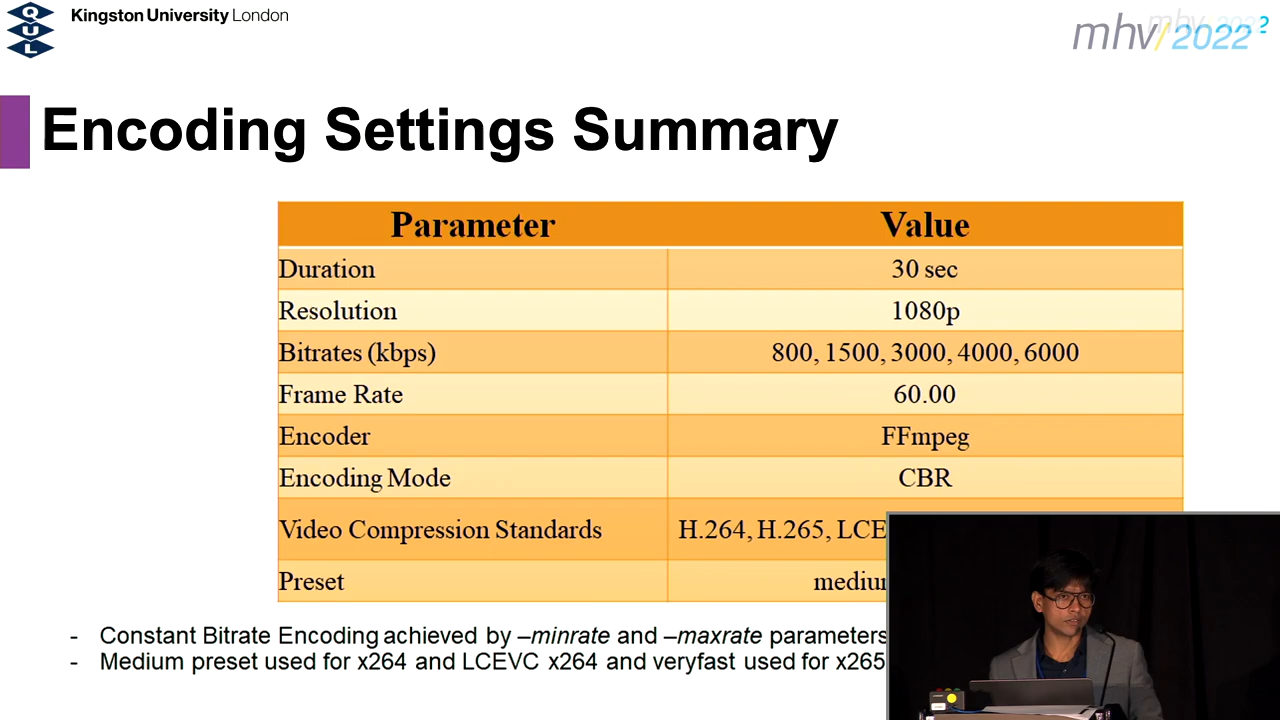 QUL
Kingston University London
mhv/2022
Encoding Settings Summary
Parameter Value
Duration 30 sec
Resolution 1080p
Bitrates (kbps) 800, 1500, 3000, 4000, 6000
Frame Rate 60.00
Encoder FFmpeg
Encoding Mode CBR
Video Compression Standards H.264, H.265,
Preset
- Constant Bitrate Encoding achieved by –minrate and –maxrate parameters
- Medium preset used for x264 and LCEVC x264 and veryfast used for x265